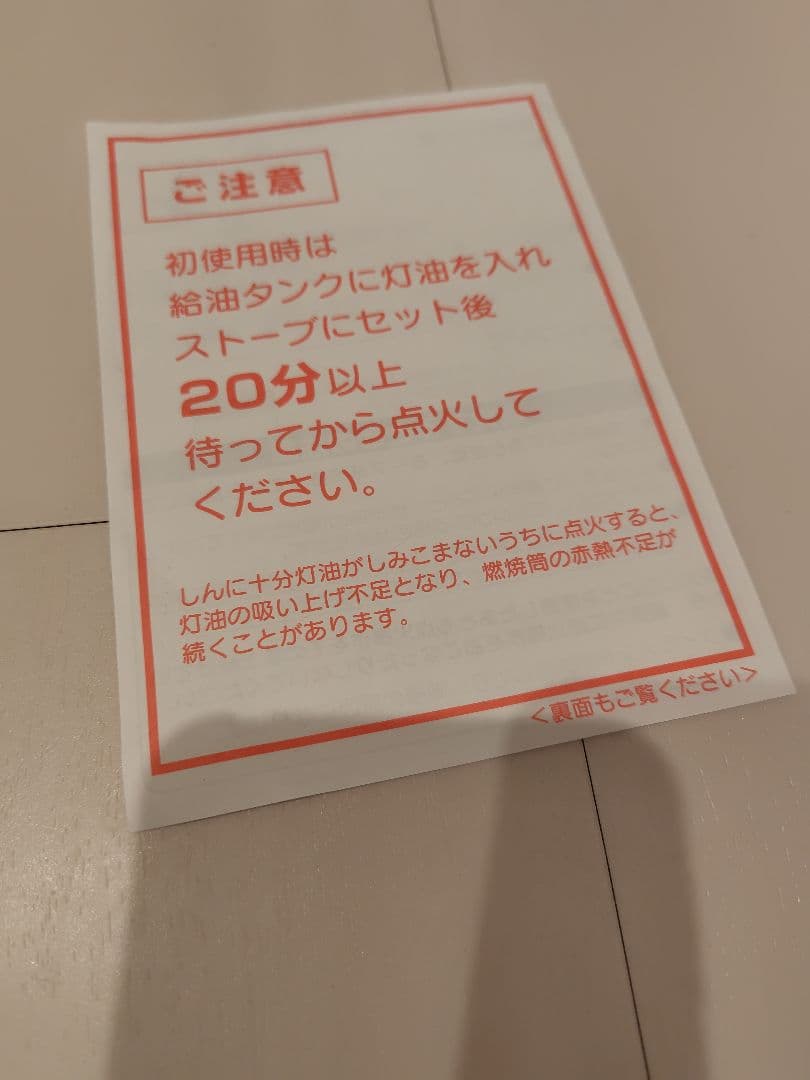 ご注意
初使用時は
給油タンクに灯油を入れ
ストーブにセット後
20分以上
待ってから点火して
ください。
しんに十分灯油がしみこまないうちに点火すると、
灯油の吸い上げ不足となり、燃焼筒の赤熱不足が
続くことがあります。
<裏面もご覧ください>